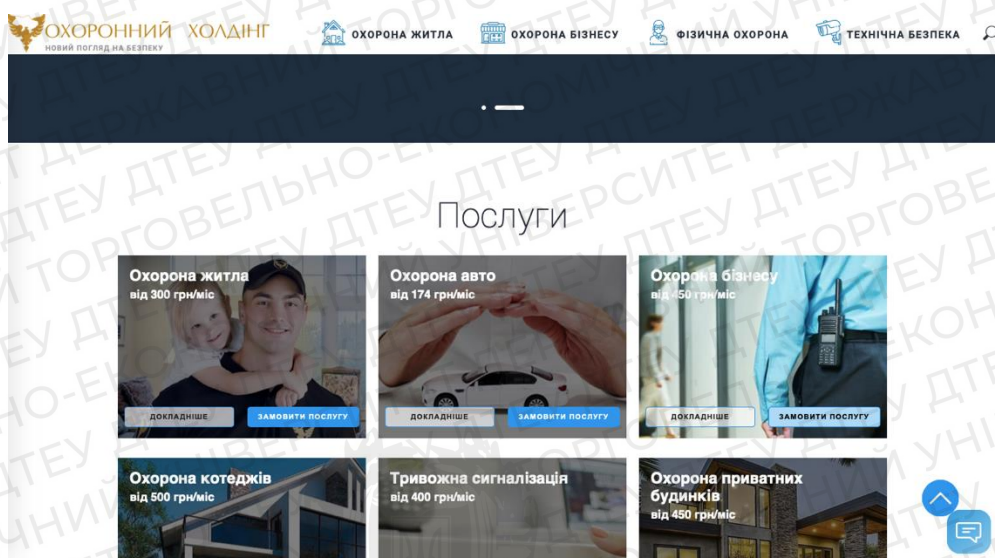 ОХОРОННИЙ ХОЛДІНГ
НОВИЙ ПОГЛЯД НА БЕЗПЕКУ
ОХОРОНА ЖИТЛА
ОХОРОНА БІЗНЕСУ
ФІЗИЧНА ОХОРОНА
ТЕХНІЧНА БЕЗПЕКА
Послуги
Охорона житла
від 300 грн/міс
ДОКЛАДНІШЕ
ЗАМОВИТИ ПОСЛУГУ
Охорона авто
від 174 грн/міс
ДОКЛАДНІШЕ
ЗАМОВИТИ ПОСЛУГУ
Охорона бізнесу
від 450 грн/міс
ДОКЛАДНІШЕ
ЗАМОВИТИ ПОСЛУГУ
Охорона котеджів
від 500 грн/міс
Тривожна сигналізація
від 400 грн/міс
Охорона приватних
будинків
від 450 грн/міс